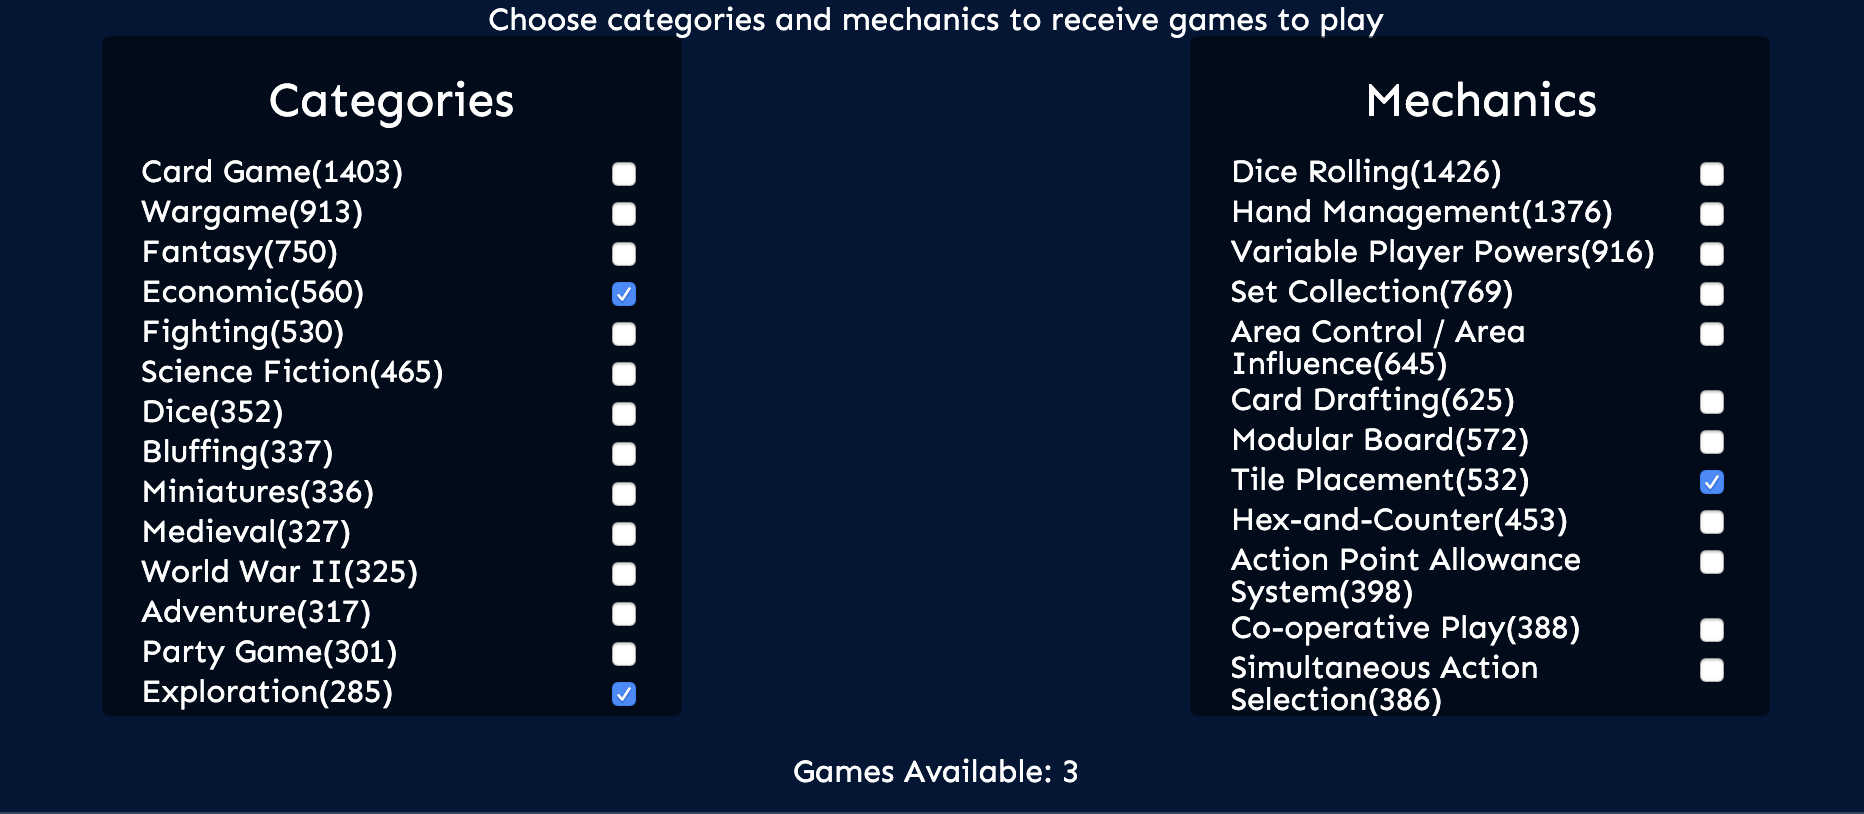 Choose categories and mechanics to receive games to play
Categories
Card Game(1403)
Wargame(913)
Fantasy(750)
Economic(560)
Fighting(530)
Science Fiction(465)
Dice(352)
Bluffing(337)
Miniatures(336)
Medieval(327)
World War II(325)
Adventure(317)
Party Game(301)
Exploration(285)
Mechanics
Dice Rolling(1426)
Hand Management(1376)
Variable Player Powers(916)
Set Collection(769)
Area Control / Area
Influence(645)
Card Drafting(625)
Modular Board(572)
Tile Placement(532)
Hex-and-Counter(453)
Action Point Allowance
System(398)
Co-operative Play(388)
Simultaneous Action
Selection(386)
Games Available: 3